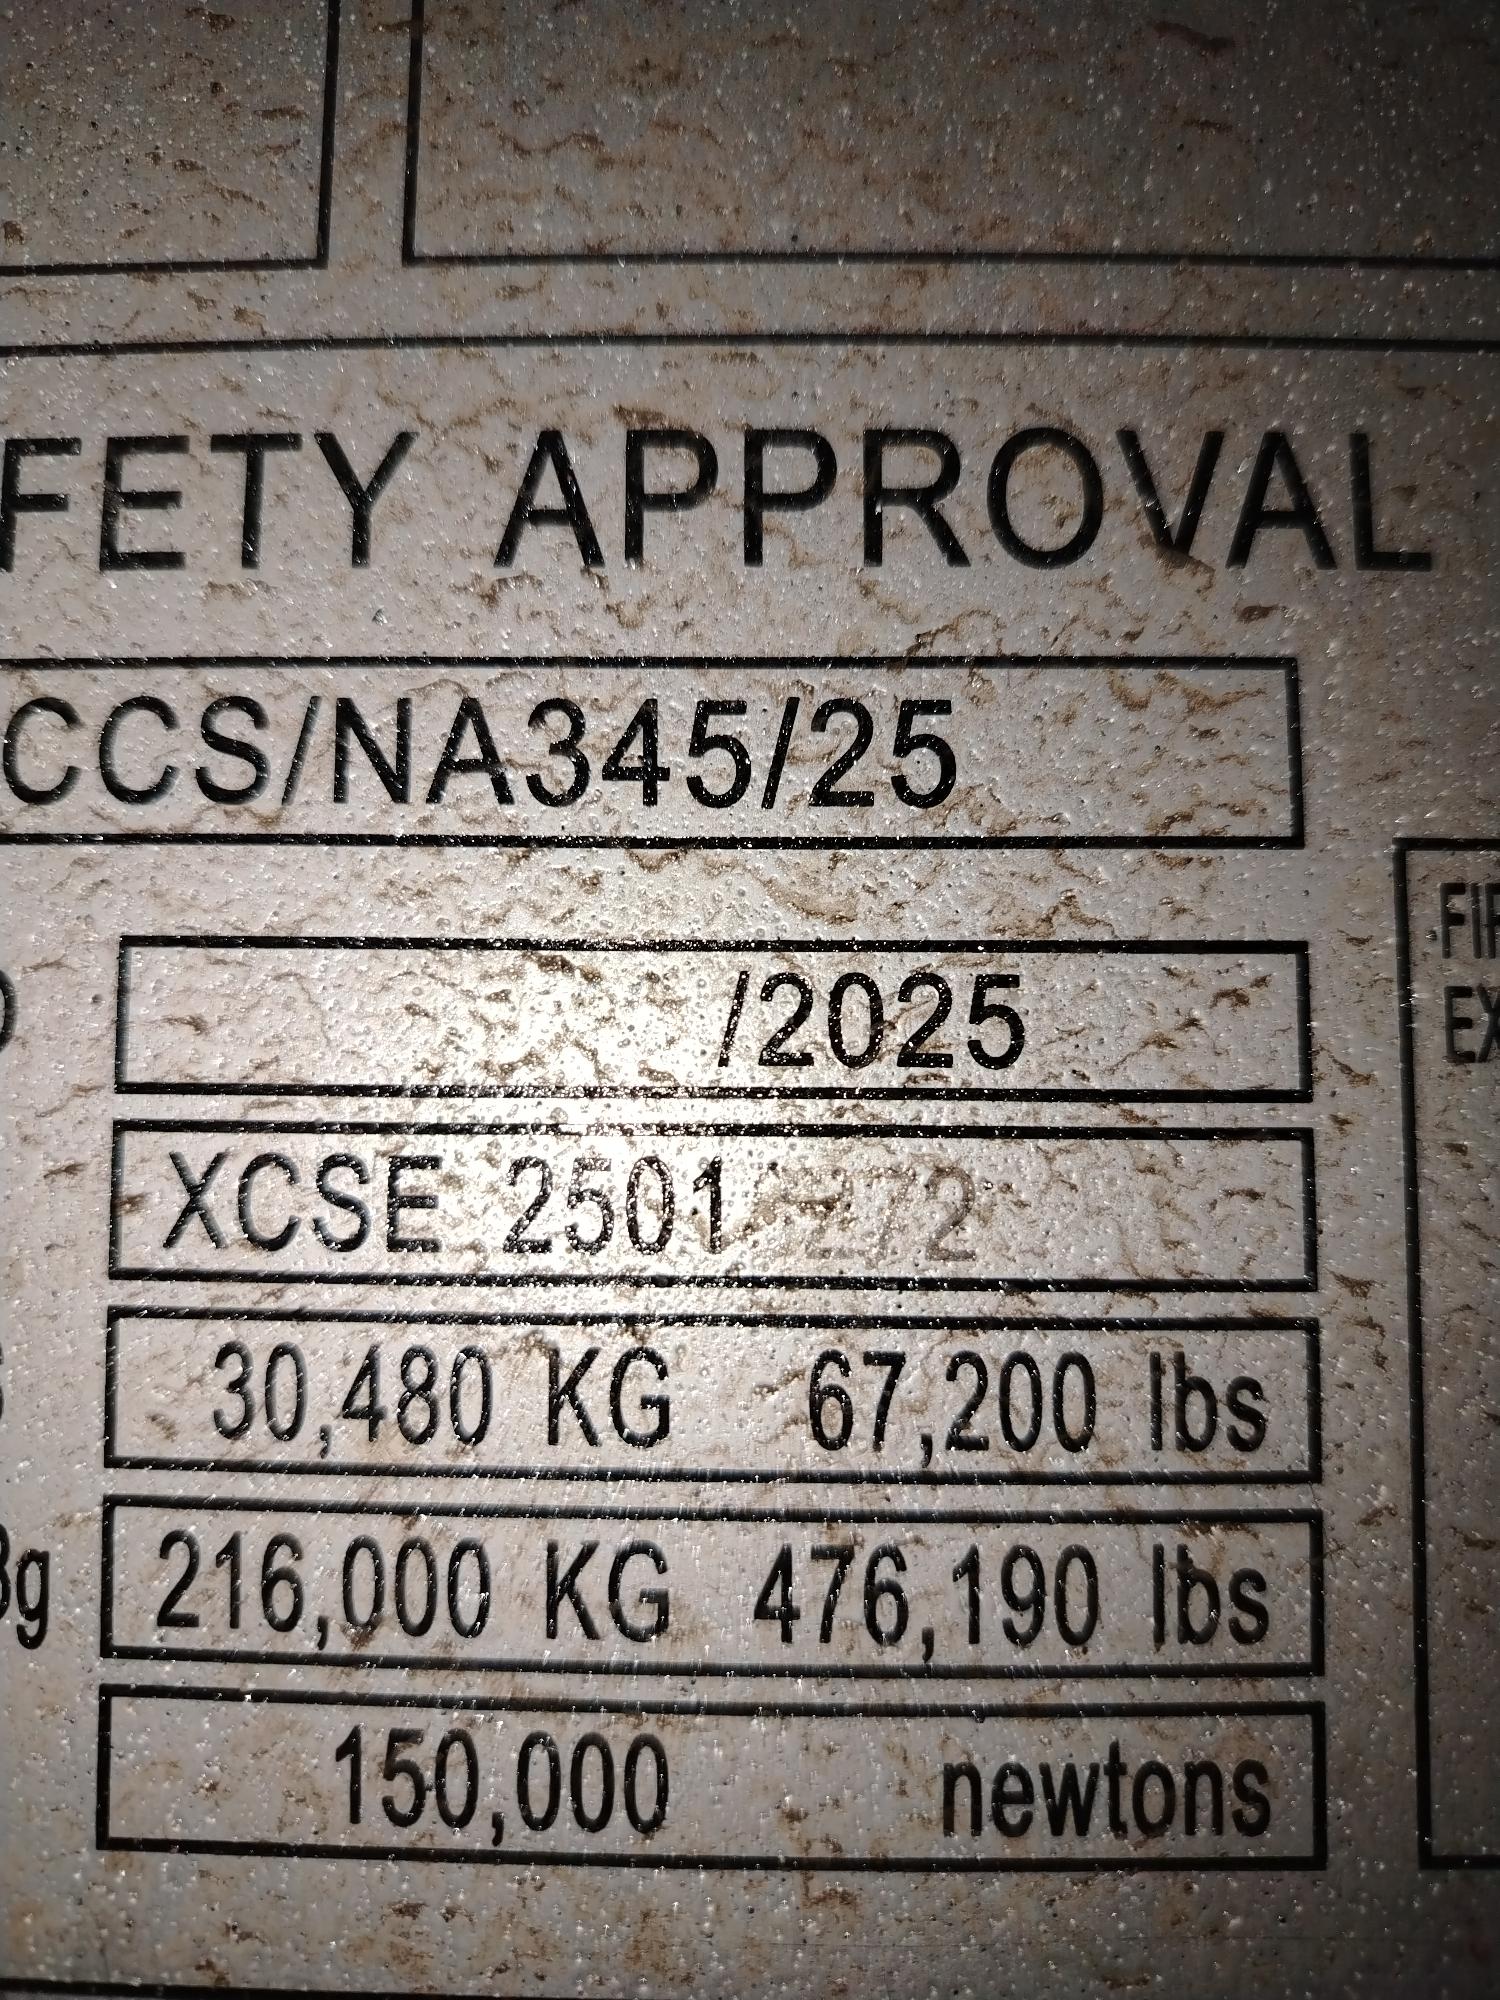 FETY APPROVAL
CCS/NA345/25
/2025
XCSE 2501
30,480 KG 67,200 lbs
216,000 KG 476,190 lbs
150,000 newtons